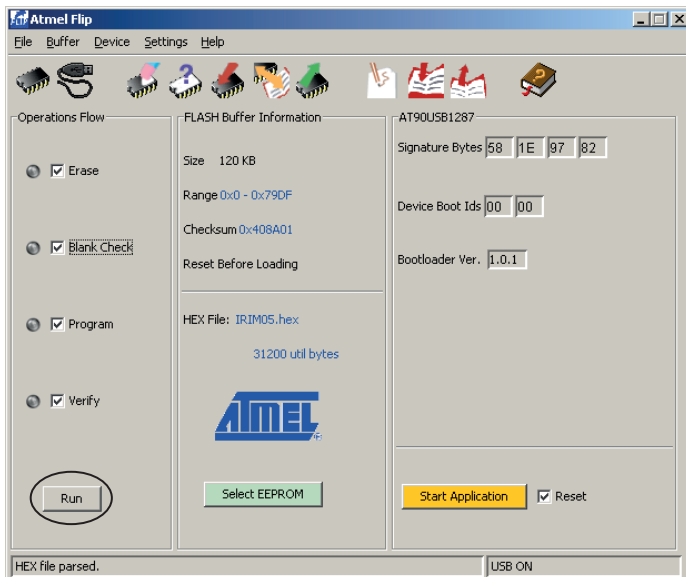 Atmel Flip
File Buffer Device Settings Help
Operations Flow
Erase
Blank Check
Program
Verify
Run
FLASH Buffer Information
Size 120 KB
Range 0x0 - 0x79DF
Checksum 0x408A01
Reset Before Loading
HEX File: IRIM05.hex
31200 util bytes
ATMEL
Select EEPROM
AT90USB1287
Signature Bytes 58 1E 97 82
Device Boot Ids 00 00
Bootloader Ver. 1.0.1
Start Application Reset
HEX file parsed. USB ON